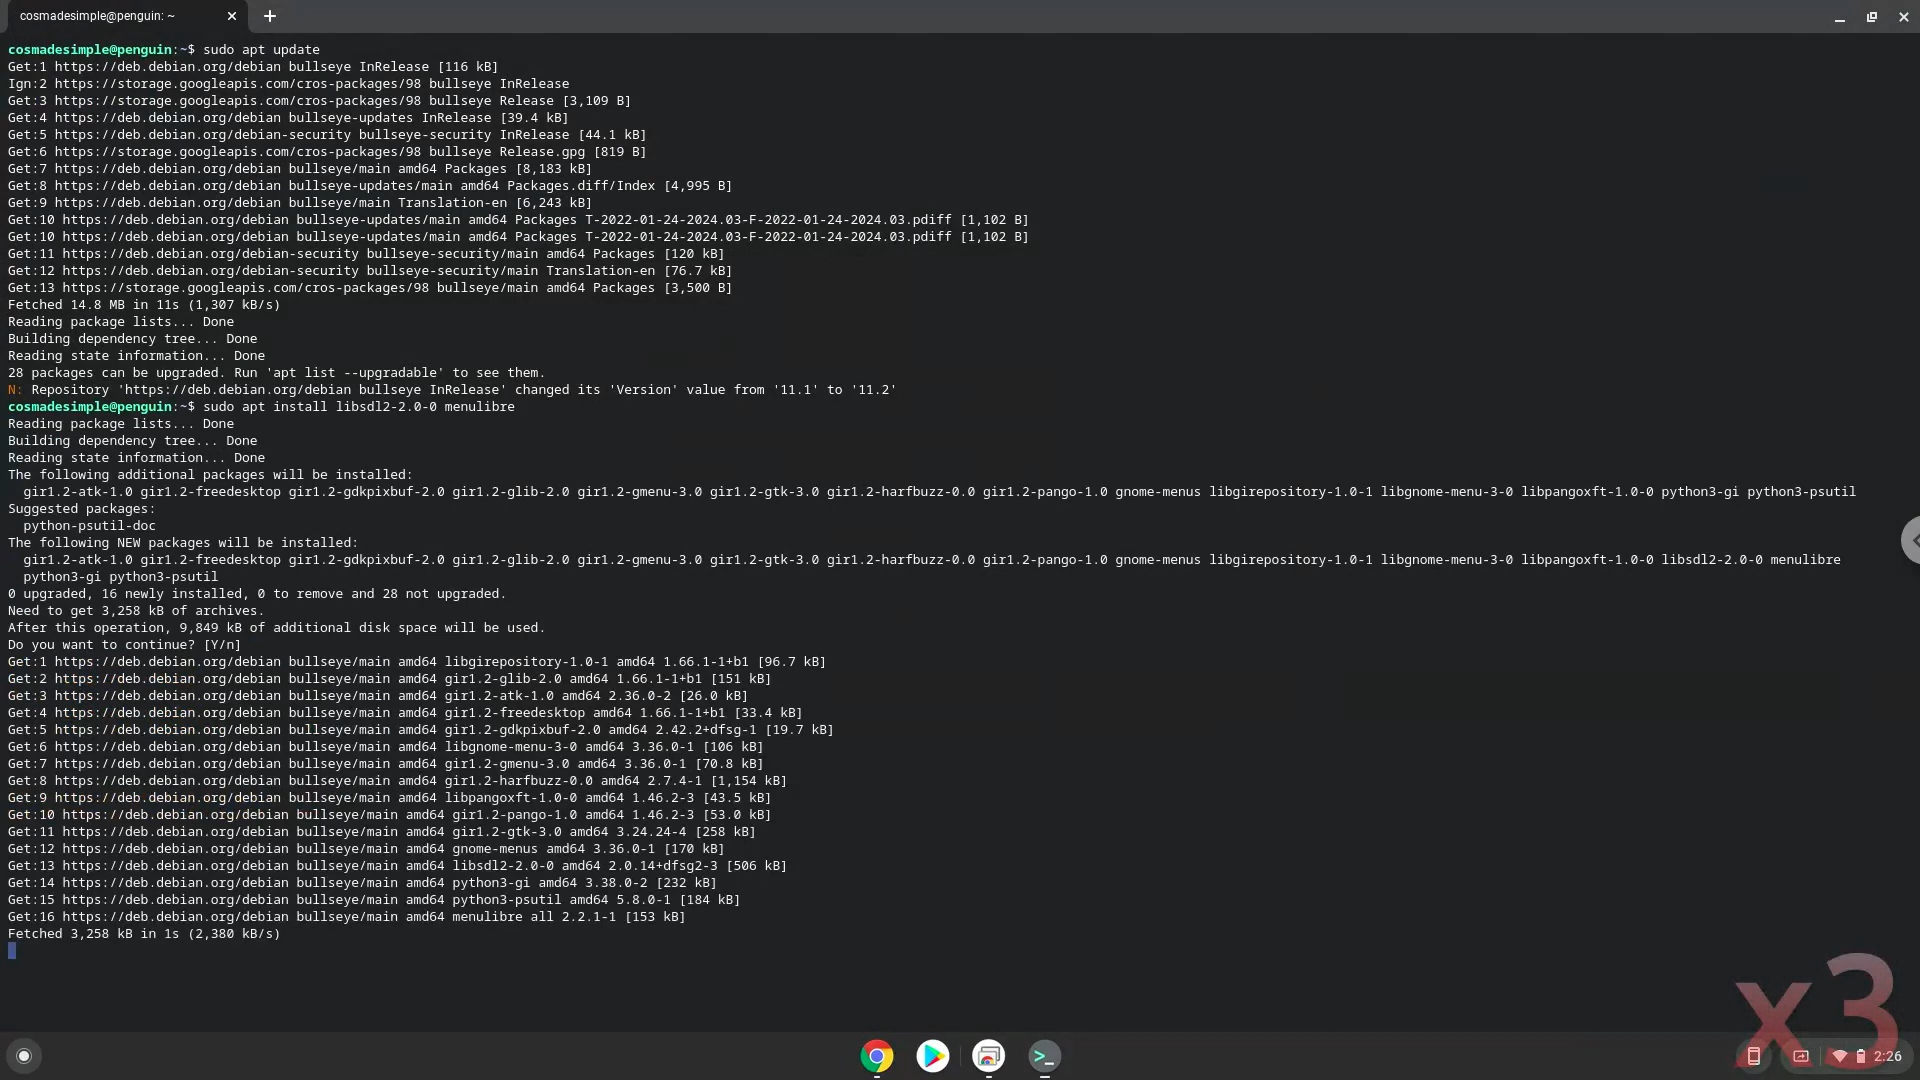 cosmadesimple@penguin: ~
cosmadesimple@penguin:~$ sudo apt update
Get:1 https://deb.debian.org/debian bullseye InRelease [116 kB]
Ign:2 https://storage.googleapis.com/cros-packages/98 bullseye InRelease
Get:3 https://storage.googleapis.com/cros-packages/98 bullseye Release [3,109 B]
Get:4 https://deb.debian.org/debian bullseye-updates InRelease [39.4 kB]
Get:5 https://deb.debian.org/debian-security bullseye-security InRelease [44.1 kB]
Get:6 https://storage.googleapis.com/cros-packages/98 bullseye Release.gpg [819 B]
Get:7 https://deb.debian.org/debian bullseye/main amd64 Packages [8,183 kB]
Get:8 https://deb.debian.org/debian bullseye-updates/main amd64 Packages.diff/Index [4,995 B]
Get:9 https://deb.debian.org/debian bullseye/main Translation-en [6,243 kB]
Get:10 https://deb.debian.org/debian bullseye-updates/main amd64 Packages T-2022-01-24-2024.03-F-2022-01-24-2024.03.pdiff [1,102 B]
Get:10 https://deb.debian.org/debian bullseye-updates/main amd64 Packages T-2022-01-24-2024.03-F-2022-01-24-2024.03.pdiff [1,102 B]
Get:11 https://deb.debian.org/debian-security bullseye-security/main amd64 Packages [120 kB]
Get:12 https://deb.debian.org/debian-security bullseye-security/main Translation-en [76.7 kB]
Get:13 https://storage.googleapis.com/cros-packages/98 bullseye/main amd64 Packages [3,500 B]
Fetched 14.8 MB in 11s (1,307 kB/s)
Reading package lists... Done
Building dependency tree... Done
Reading state information... Done
28 packages can be upgraded. Run 'apt list --upgradable' to see them.
N: Repository 'https://deb.debian.org/debian bullseye InRelease' changed its 'Version' value from '11.1' to '11.2'
cosmadesimple@penguin:~$ sudo apt install libsdl2-2.0-0 menulibre
Reading package lists... Done
Building dependency tree... Done
Reading state information... Done
The following additional packages will be installed:
gir1.2-atk-1.0 gir1.2-freedesktop gir1.2-gdkpixbuf-2.0 gir1.2-glib-2.0 gir1.2-gmenu-3.0 gir1.2-gtk-3.0 gir1.2-harfbuzz-0.0 gir1.2-pango-1.0 gnome-menus libgirepository-1.0-1 libgnome-menu-3-0 libpangoxft-1.0-0 python3-gi python3-psutil
Suggested packages:
python-psutil-doc
The following NEW packages will be installed:
gir1.2-atk-1.0 gir1.2-freedesktop gir1.2-gdkpixbuf-2.0 gir1.2-glib-2.0 gir1.2-gmenu-3.0 gir1.2-gtk-3.0 gir1.2-harfbuzz-0.0 gir1.2-pango-1.0 gnome-menus libgirepository-1.0-1 libgnome-menu-3-0 libpangoxft-1.0-0 libsdl2-2.0-0 menulibre
python3-gi python3-psutil
0 upgraded, 16 newly installed, 0 to remove and 28 not upgraded.
Need to get 3,258 kB of archives.
After this operation, 9,849 kB of additional disk space will be used.
Do you want to continue? [Y/n]
Get:1 https://deb.debian.org/debian bullseye/main amd64 libgirepository-1.0-1 amd64 1.66.1-1+b1 [96.7 kB]
Get:2 https://deb.debian.org/debian bullseye/main amd64 gir1.2-glib-2.0 amd64 1.66.1-1+b1 [151 kB]
Get:3 https://deb.debian.org/debian bullseye/main amd64 gir1.2-atk-1.0 amd64 2.36.0-2 [26.0 kB]
Get:4 https://deb.debian.org/debian bullseye/main amd64 gir1.2-freedesktop amd64 1.66.1-1+b1 [33.4 kB]
Get:5 https://deb.debian.org/debian bullseye/main amd64 gir1.2-gdkpixbuf-2.0 amd64 2.42.2+dfsg-1 [19.7 kB]
Get:6 https://deb.debian.org/debian bullseye/main amd64 libgnome-menu-3-0 amd64 3.36.0-1 [106 kB]
Get:7 https://deb.debian.org/debian bullseye/main amd64 gir1.2-gmenu-3.0 amd64 3.36.0-1 [70.8 kB]
Get:8 https://deb.debian.org/debian bullseye/main amd64 gir1.2-harfbuzz-0.0 amd64 2.7.4-1 [1,154 kB]
Get:9 https://deb.debian.org/debian bullseye/main amd64 libpangoxft-1.0-0 amd64 1.46.2-3 [43.5 kB]
Get:10 https://deb.debian.org/debian bullseye/main amd64 gir1.2-pango-1.0 amd64 1.46.2-3 [53.0 kB]
Get:11 https://deb.debian.org/debian bullseye/main amd64 gir1.2-gtk-3.0 amd64 3.24.24-4 [258 kB]
Get:12 https://deb.debian.org/debian bullseye/main amd64 gnome-menus amd64 3.36.0-1 [170 kB]
Get:13 https://deb.debian.org/debian bullseye/main amd64 libsdl2-2.0-0 amd64 2.0.14+dfsg2-3 [506 kB]
Get:14 https://deb.debian.org/debian bullseye/main amd64 python3-gi amd64 3.38.0-2 [232 kB]
Get:15 https://deb.debian.org/debian bullseye/main amd64 python3-psutil amd64 5.8.0-1 [184 kB]
Get:16 https://deb.debian.org/debian bullseye/main amd64 menulibre all 2.2.1-1 [153 kB]
Fetched 3,258 kB in 1s (2,380 kB/s)
x3
2:26